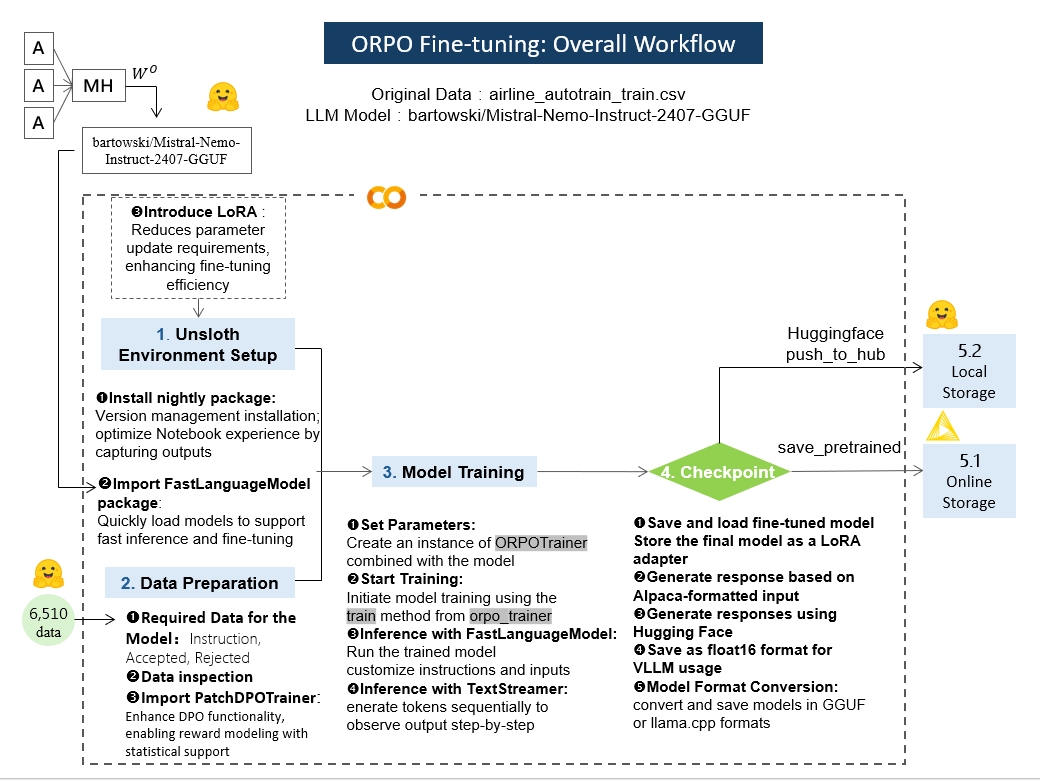 ORPO Fine-tuning: Overall Workflow
Original Data : airline_autotrain_train.csv
LLM Model : bartowski/Mistral-Nemo-Instruct-2407-GGUF
A
A
A
MH
W^O
bartowski/Mistral-Nemo-
Instruct-2407-GGUF
❸Introduce LoRA :
Reduces parameter
update requirements,
enhancing fine-tuning
efficiency
1. Unsloth
Environment Setup
❶Install nightly package:
Version management installation;
optimize Notebook experience by
capturing outputs
❷Import FastLanguageModel
package:
Quickly load models to support
fast inference and fine-tuning
2. Data Preparation
6,510
data
❶Required Data for the
Model: Instruction,
Accepted, Rejected
❷Data inspection
❸Import PatchDPOTrainer:
Enhance DPO functionality,
enabling reward modeling with
statistical support
3. Model Training
❶Set Parameters:
Create an instance of ORPOTrainer
combined with the model
❷Start Training:
Initiate model training using the
train method from orpo_trainer
❸Inference with FastLanguageModel:
Run the trained model
customize instructions and inputs
❹Inference with TextStreamer:
enerate tokens sequentially to
observe output step-by-step
4. Checkpoint
❶Save and load fine-tuned model
Store the final model as a LoRA
adapter
❷Generate response based on
Alpaca-formatted input
❸Generate responses using
Hugging Face
❹Save as float16 format for
VLLM usage
❺Model Format Conversion:
convert and save models in GGUF
or llama.cpp formats
Huggingface
push_to_hub
5.2
Local
Storage
save_pretrained
5.1
Online
Storage